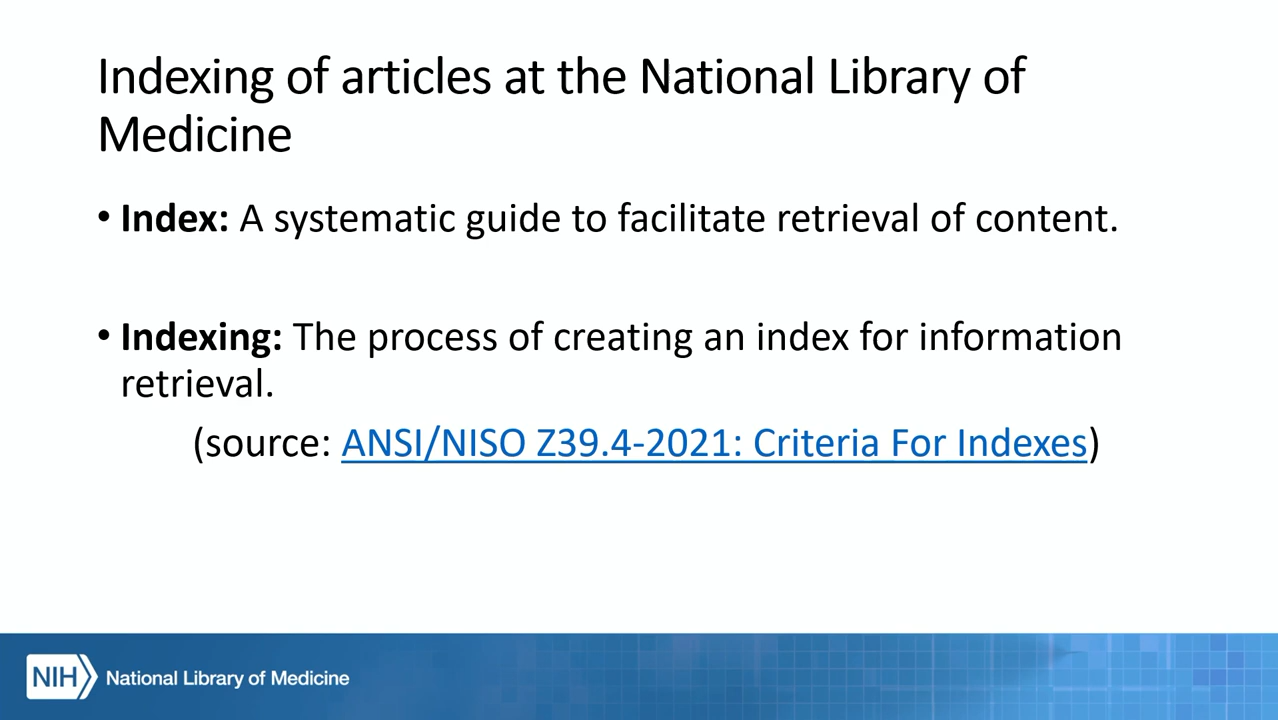 Indexing of articles at the National Library of
Medicine
• Index: A systematic guide to facilitate retrieval of content.
• Indexing: The process of creating an index for information
retrieval.
(source: ANSI/NISO Z39.4-2021: Criteria For Indexes)
NIH National Library of Medicine